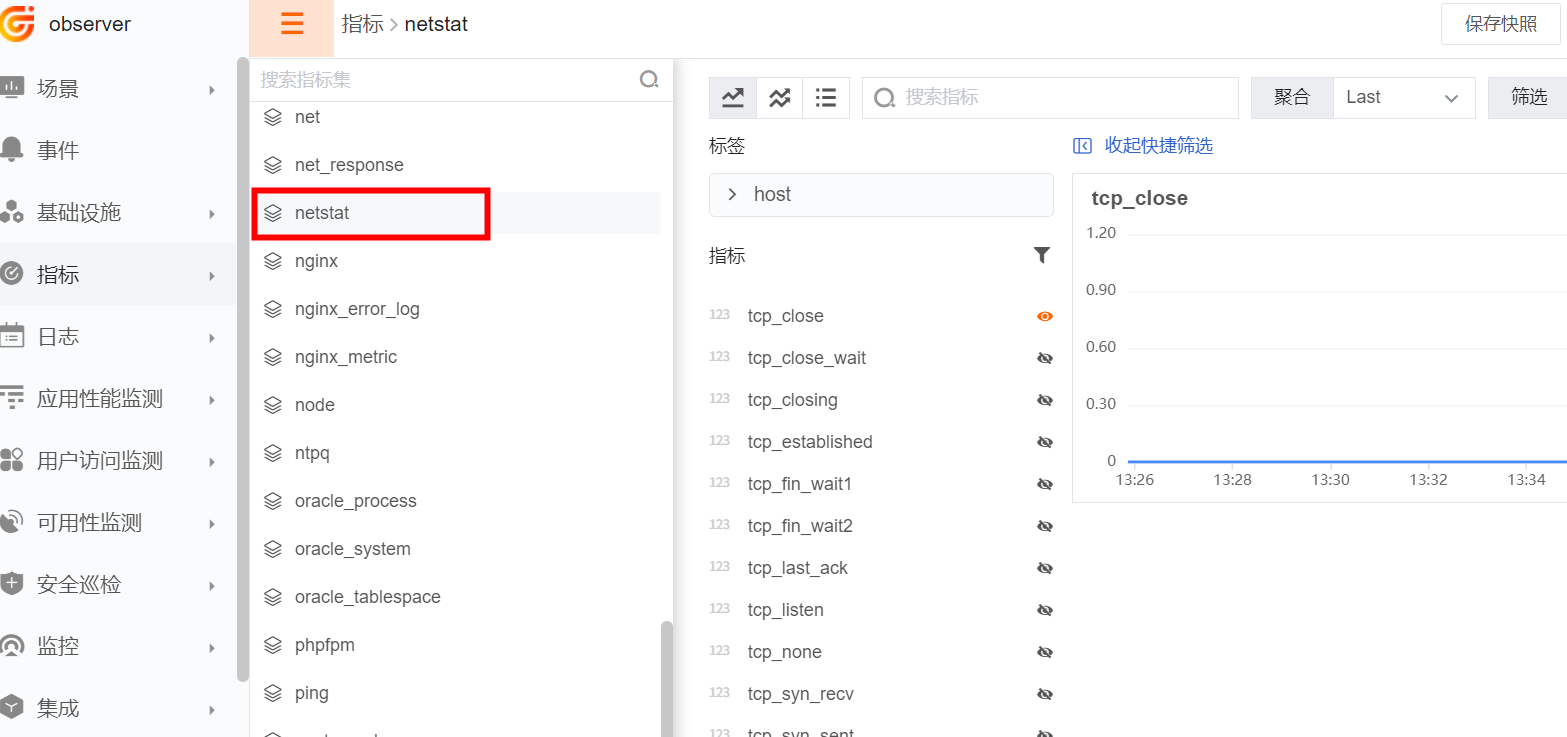 observer
指标 > netstat
保存快照
场景
事件
基础设施
指标
日志
应用性能监测
用户访问监测
可用性监测
安全巡检
监控
集成
搜索指标集
net
net_response
netstat
nginx
nginx_error_log
nginx_metric
node
ntpq
oracle_process
oracle_system
oracle_tablespace
phpfpm
ping
搜索指标
聚合 Last
筛选
标签
收起快捷筛选
host
指标
123 tcp_close
123 tcp_close_wait
123 tcp_closing
123 tcp_established
123 tcp_fin_wait1
123 tcp_fin_wait2
123 tcp_last_ack
123 tcp_listen
123 tcp_none
123 tcp_syn_recv
123 tcp_syn_sent
tcp_close
1.20
0.90
0.60
0.30
0
13:26 13:28 13:30 13:32 13:34